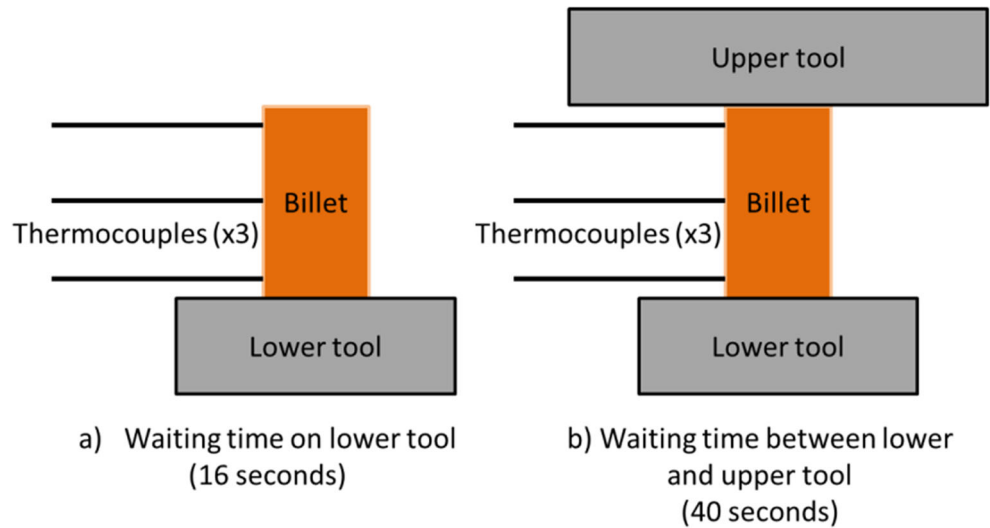 Upper tool
Billet
Billet
Thermocouples (x3)
Thermocouples (x3)
Lower tool
Lower tool
a) Waiting time on lower tool
(16 seconds)
b) Waiting time between lower
and upper tool
(40 seconds)